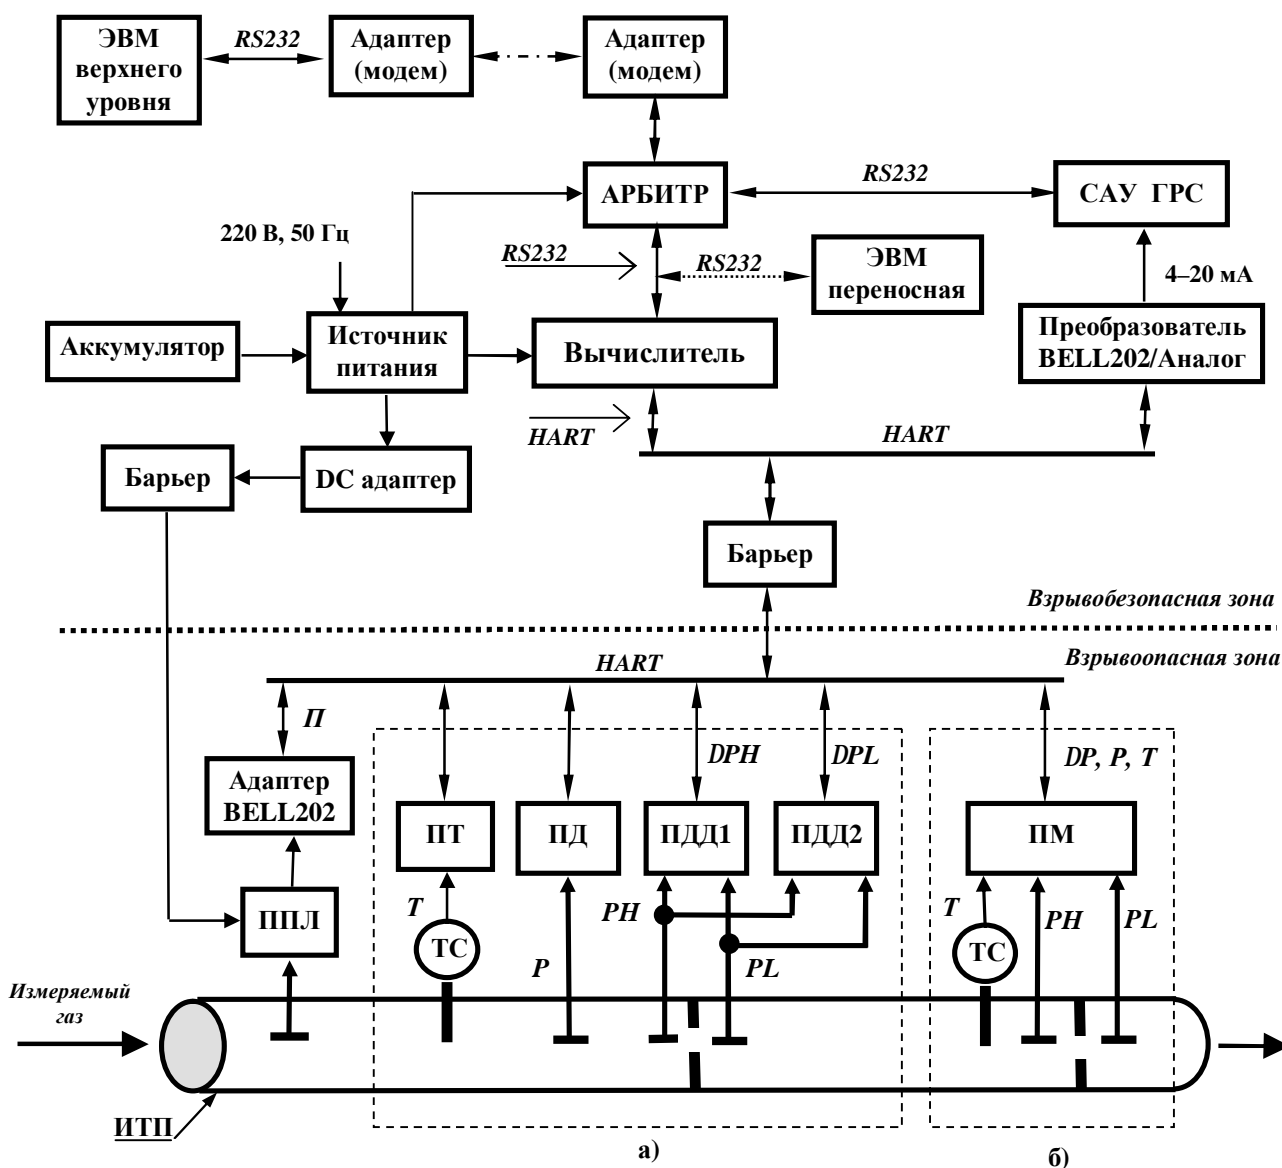 ЭВМ
верхнего
уровня
RS232
Адаптер
(модем)
Адаптер
(модем)
АРБИТР
RS232
САУ ГРС
220 В, 50 Гц
RS232
RS232
ЭВМ
переносная
4–20 мА
Аккумулятор
Источник
питания
Вычислитель
Преобразователь
BELL202/Аналог
HART
HART
Барьер
DC адаптер
Барьер
Взрывобезопасная зона
HART
Взрывоопасная зона
П
DPH
DPL
DP, P, T
Адаптер
BELL202
ПТ
ПД
ПДД1
ПДД2
ПМ
ППЛ
T
PH
T
PH
PL
ТС
P
PL
ТС
Измеряемый
газ
ИТП
а)
б)